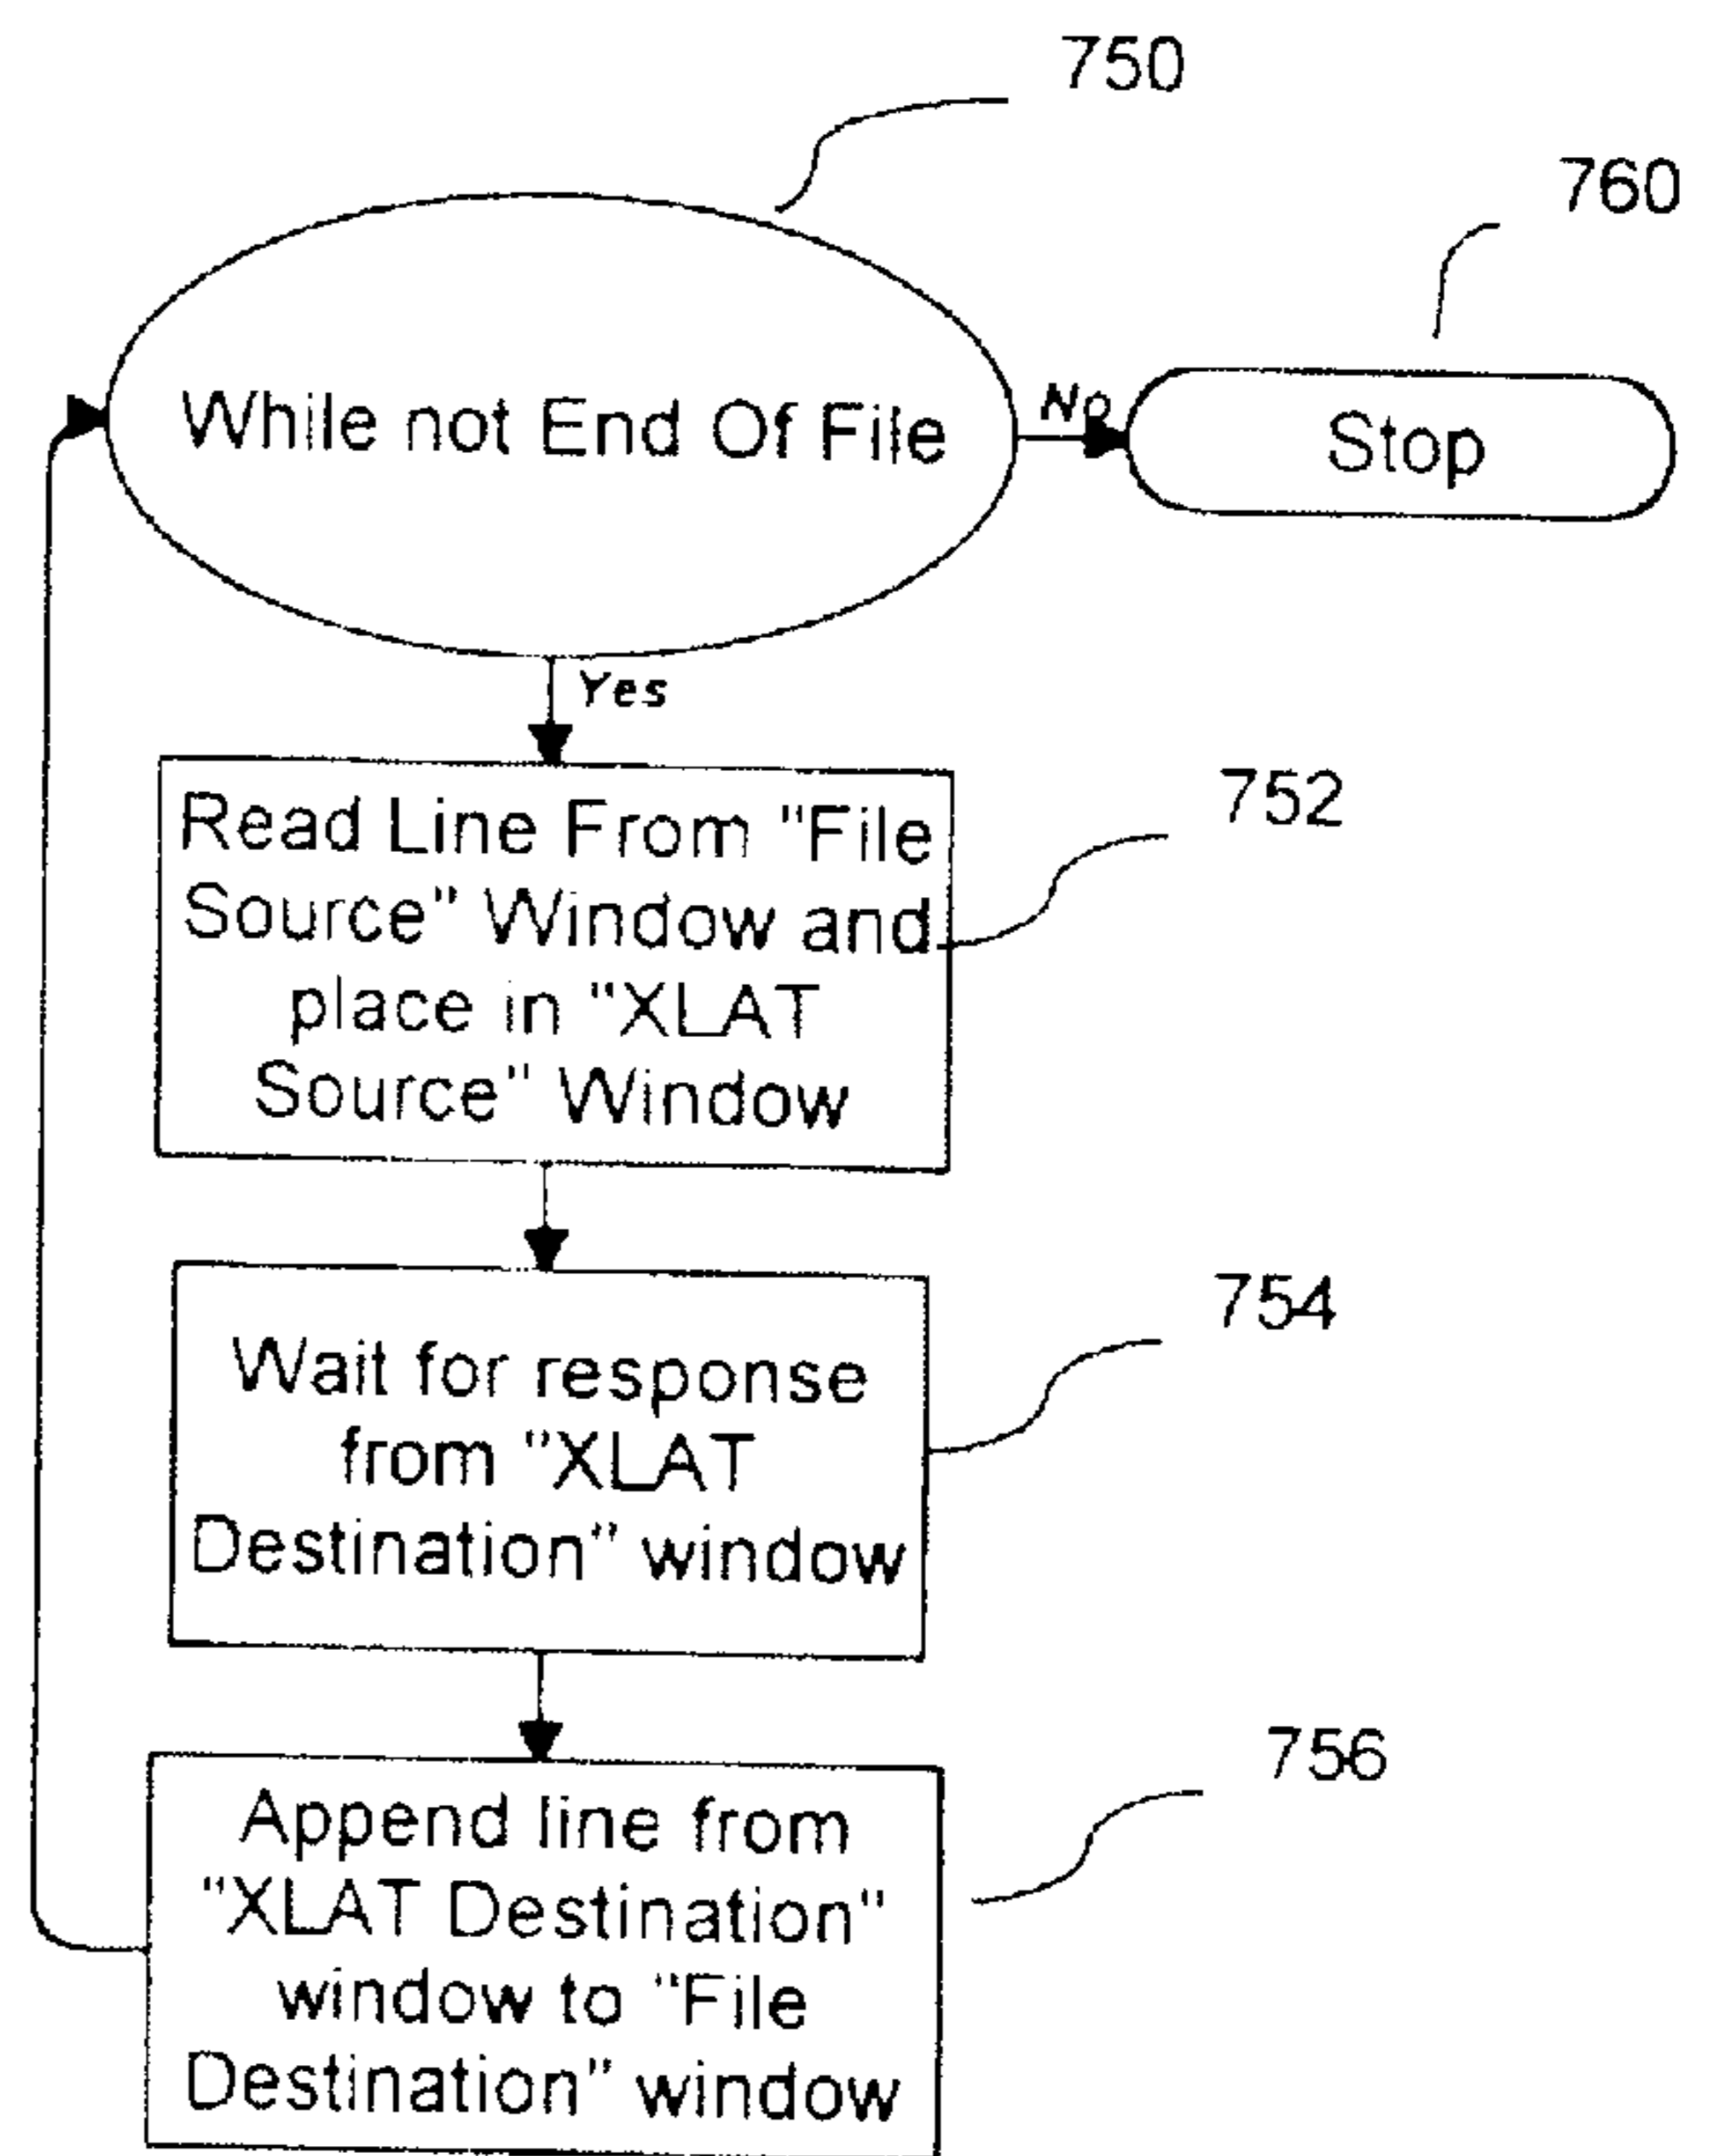 750
760
While not End Of File
No
Stop
Yes
Read Line From "File
Source" Window and
place in "XLAT
Source" Window
752
Wait for response
from "XLAT
Destination" window
754
Append line from
"XLAT Destination"
window to "File
Destination" window
756